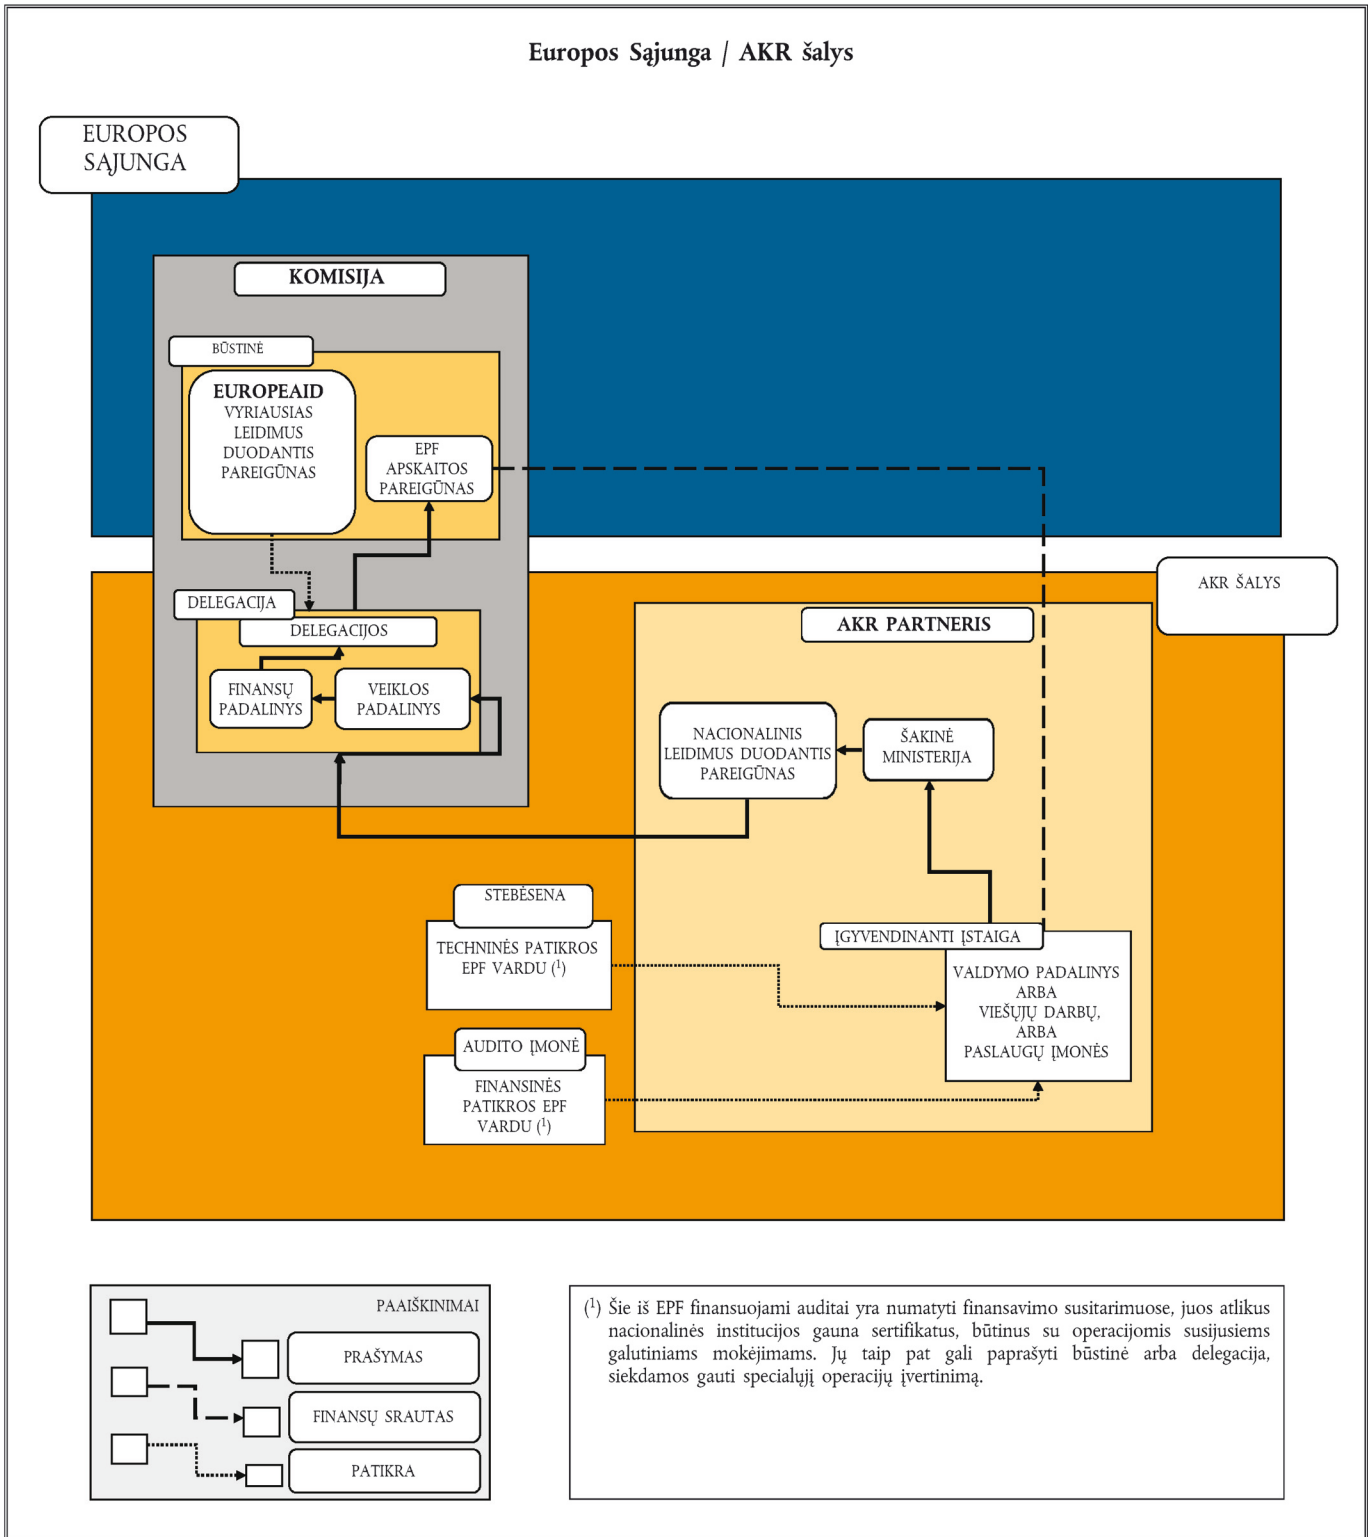 Europos Sąjunga / AKR šalys
EUROPOS
SĄJUNGA
KOMISIJA
BŪSTINĖ
EUROPEAID
VYRIAUSIAS
LEIDIMUS
DUODANTIS
PAREIGŪNAS
EPF
APSKAITOS
PAREIGŪNAS
AKR ŠALYS
DELEGACIJA
DELEGACIJOS
FINANSŲ
PADALINYS
VEIKLOS
PADALINYS
AKR PARTNERIS
NACIONALINIS
LEIDIMUS DUODANTIS
PAREIGŪNAS
ŠAKINĖ
MINISTERIJA
STEBĖSENA
TECHNINĖS PATIKROS
EPF VARDU (¹)
ĮGYVENDINANTI ĮSTAIGA
VALDYMO PADALINYS
ARBA
VIEŠŲJŲ DARBŲ,
ARBA
PASLAUGŲ ĮMONĖS
AUDITO ĮMONĖ
FINANSINĖS
PATIKROS EPF
VARDU (¹)
PAAIŠKINIMAI
PRAŠYMAS
FINANSŲ SRAUTAS
PATIKRA
(¹) Šie iš EPF finansuojami auditai yra numatyti finansavimo susitarimuose, juos atlikus
nacionalinės institucijos gauna sertifikatus, būtinus su operacijomis susijusiems
galutiniams mokėjimams. Jų taip pat gali paprašyti būstinė arba delegacija,
siekdamos gauti specialųjį operacijų įvertinimą.